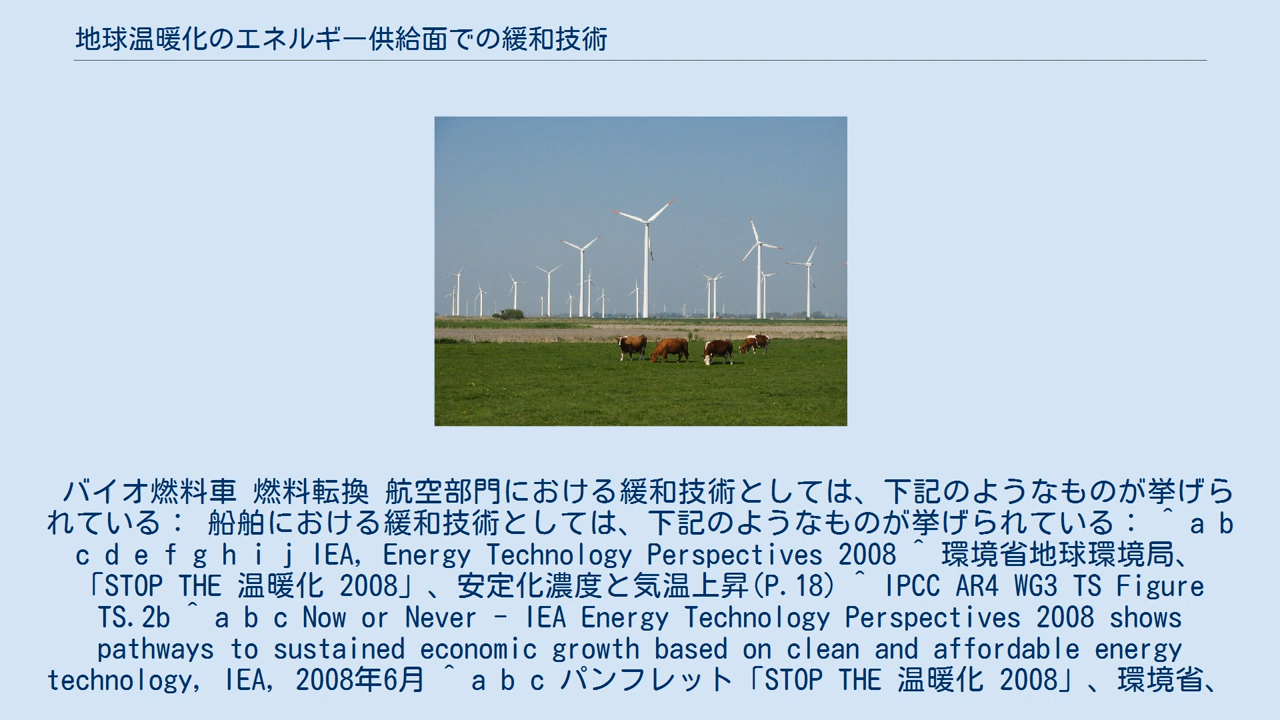 地球温暖化のエネルギー供給面での緩和技術
バイオ燃料車 燃料転換 航空部門における緩和技術としては、下記のようなものが挙げら
れている： 船舶における緩和技術としては、下記のようなものが挙げられている： ^ a b
c d e f g h i j IEA, Energy Technology Perspectives 2008 ^ 環境省地球環境局、
「STOP THE 温暖化 2008」、安定化濃度と気温上昇(P.18) ^ IPCC AR4 WG3 TS Figure
TS.2b ^ a b c Now or Never - IEA Energy Technology Perspectives 2008 shows
pathways to sustained economic growth based on clean and affordable energy
technology, IEA, 2008年6月 ^ a b c パンフレット「STOP THE 温暖化 2008」、環境省、